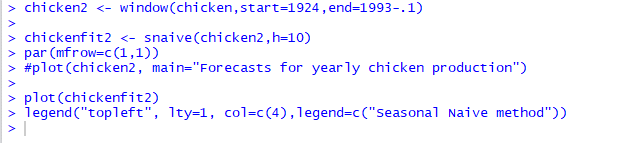 > chicken2 <- window(chicken,start=1924,end=1993-.1)
>
> chickenfit2 <- snaive(chicken2,h=10)
> par(mfrow=c(1,1))
> #plot(chicken2, main="Forecasts for yearly chicken production")
>
> plot(chickenfit2)
> legend("topleft", lty=1, col=c(4),legend=c("Seasonal Naive method"))
>